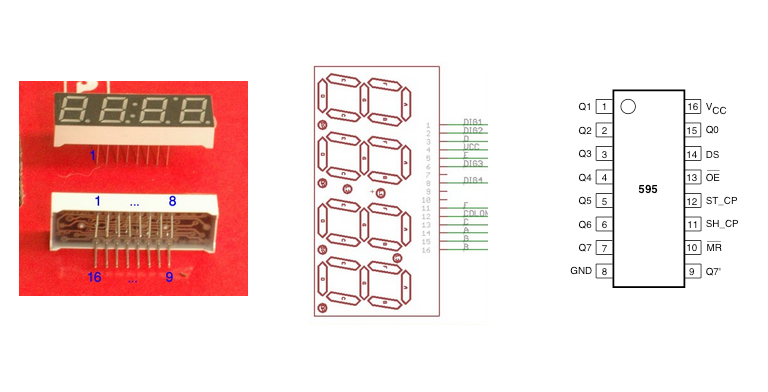 1
1 ... 8
16 ... 9
1 DIG1
2 DIG2
3 D
4 VCC
5 E
6 DIG3
7
8 DIG4
9
10
11 F
12 COLON
13 C
14 A
15
16 B
595
Q1 1
Q2 2
Q3 3
Q4 4
Q5 5
Q6 6
Q7 7
GND 8
16 VCC
15 Q0
14 DS
13 OE
12 ST_CP
11 SH_CP
10 MR
9 Q7'